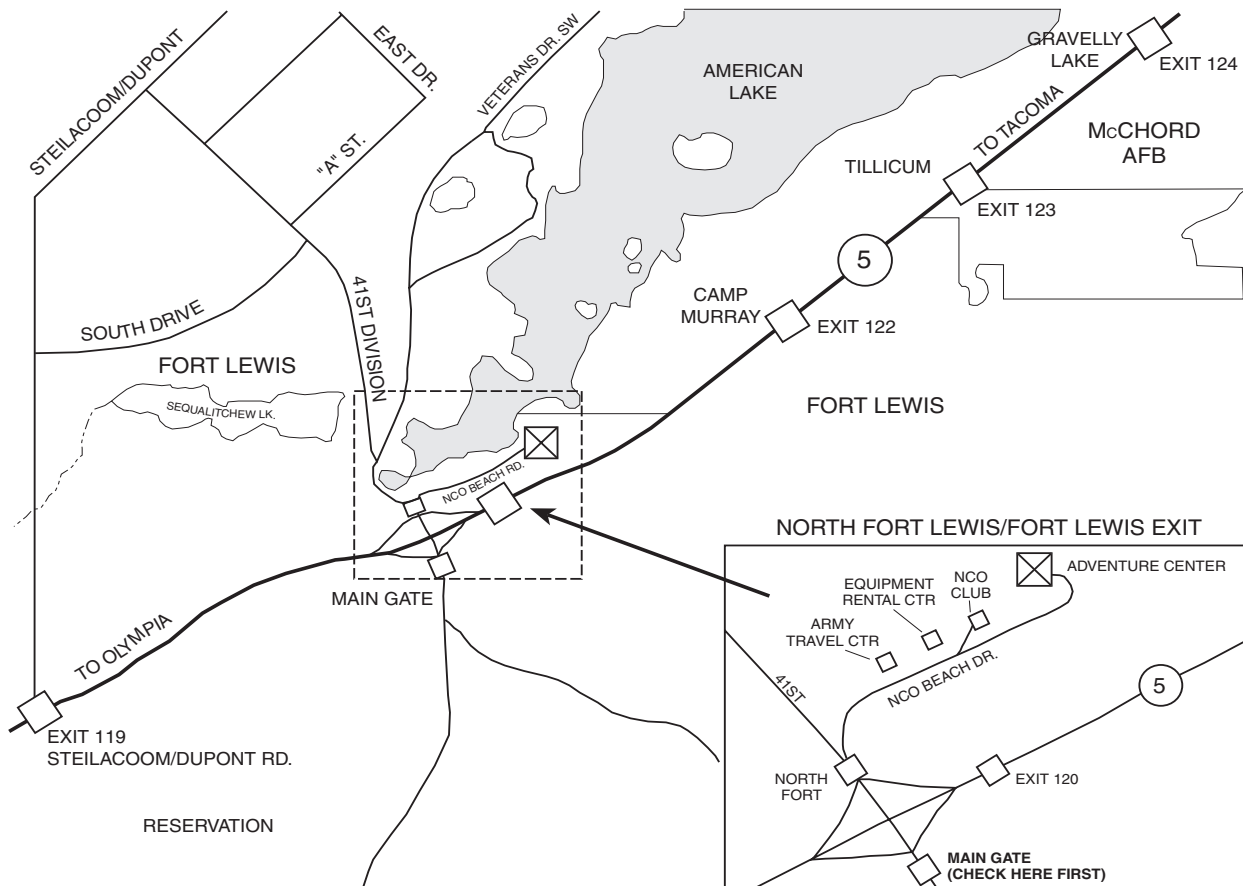 STEILACOOM/DUPONT
EAST DR.
"A" ST.
VETERANS DR. SW
AMERICAN
LAKE
GRAVELLY
LAKE
EXIT 124
TO TACOMA
McCHORD
AFB
TILLICUM
EXIT 123
5
SOUTH DRIVE
41ST DIVISION
CAMP
MURRAY
EXIT 122
FORT LEWIS
SEQUALITCHEW LK.
FORT LEWIS
NCO BEACH RD.
MAIN GATE
TO OLYMPIA
EXIT 119
STEILACOOM/DUPONT RD.
RESERVATION
NORTH FORT LEWIS/FORT LEWIS EXIT
ADVENTURE CENTER
EQUIPMENT
RENTAL CTR
NCO
CLUB
ARMY
TRAVEL CTR
41ST
NCO BEACH DR.
5
NORTH
FORT
EXIT 120
MAIN GATE
(CHECK HERE FIRST)